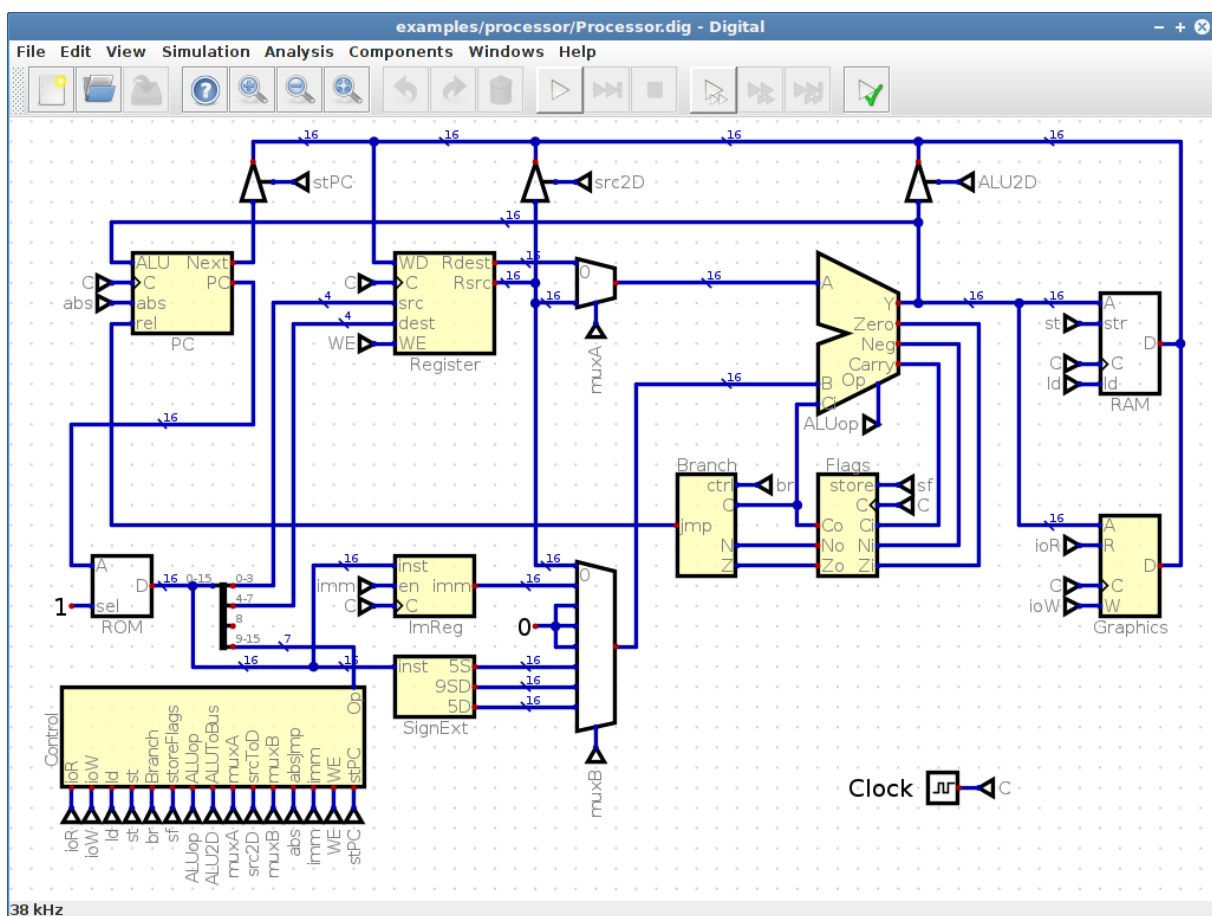 examples/processor/Processor.dig - Digital
File Edit View Simulation Analysis Components Windows Help
16 16 16 16
stPC src2D ALU2D
16
ALU Next
C C PC
abs abs
rel
PC
WD Rdest 16
C C Rsrc 16
4 src
4 dest
WE WE
Register
0
16
16
muxA
A
Y 16 16
Zero
Neg
Carry
16 B Op
Ci
ALUop
A
st str
D
C C
ld ld
RAM
16
Branch
ctrl br
C
jmp
N
Z
Flags
store sf
C C
Co Ci
No Ni
Zo Zi
16 A
ioR R
D
C C
ioW W
Graphics
A
D 16 0-15
1 sel
ROM
0-3
4-7
8
9-15 7
16 16
16 inst
imm en imm 16
C C
ImReg
16
0
0
16
inst 5S 16
9SD 16
5D 16
SignExt
muxB
Control
Op
ioR ioW ld st Branch storeFlags ALUop ALUToBus muxA srcToD muxB absJmp imm WE stPC
ioR ioW ld st br sf ALUop ALU2D muxA src2D muxB abs imm WE stPC
Clock C
38 kHz